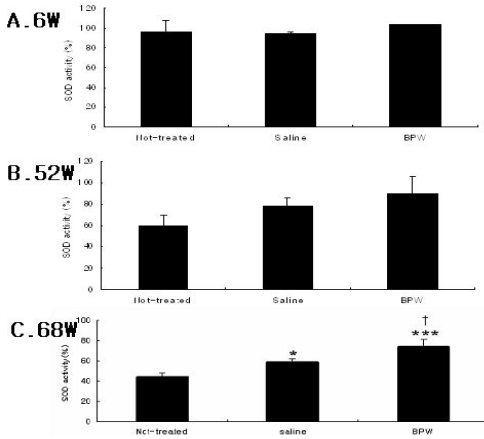 A.6W
SOD activity (%)
120
100
80
60
40
20
0
Not-treated Saline BPW
B.52W
SOD activity (%)
120
100
80
60
40
20
0
Not-treated Saline BPW
C.68W
SOD activity(%)
100
80
60
40
20
0
*
†
***
Not-treated saline BPW